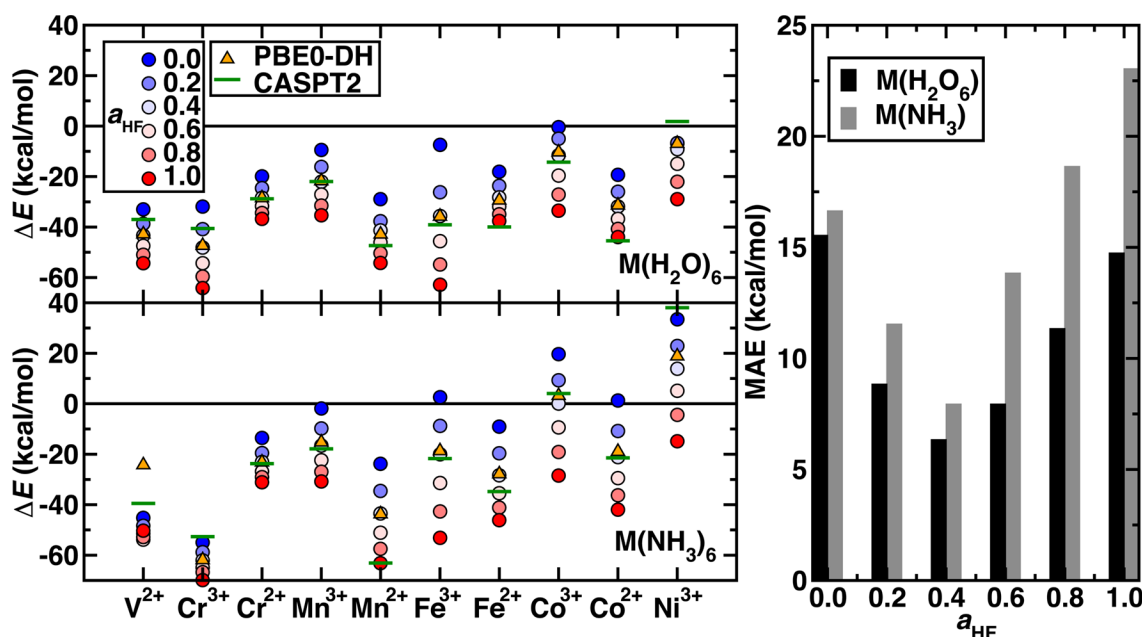 40
20
0
-20
-40
-60
ΔE (kcal/mol)
a_HF
0.0
0.2
0.4
0.6
0.8
1.0
PBE0-DH
CASPT2
M(H₂O)₆
40
20
0
-20
-40
-60
ΔE (kcal/mol)
M(NH₃)₆
V²⁺ Cr³⁺ Cr²⁺ Mn³⁺ Mn²⁺ Fe³⁺ Fe²⁺ Co³⁺ Co²⁺ Ni³⁺
25
20
15
10
5
0
MAE (kcal/mol)
M(H₂O₆)
M(NH₃)
0.0 0.2 0.4 0.6 0.8 1.0
a_HF